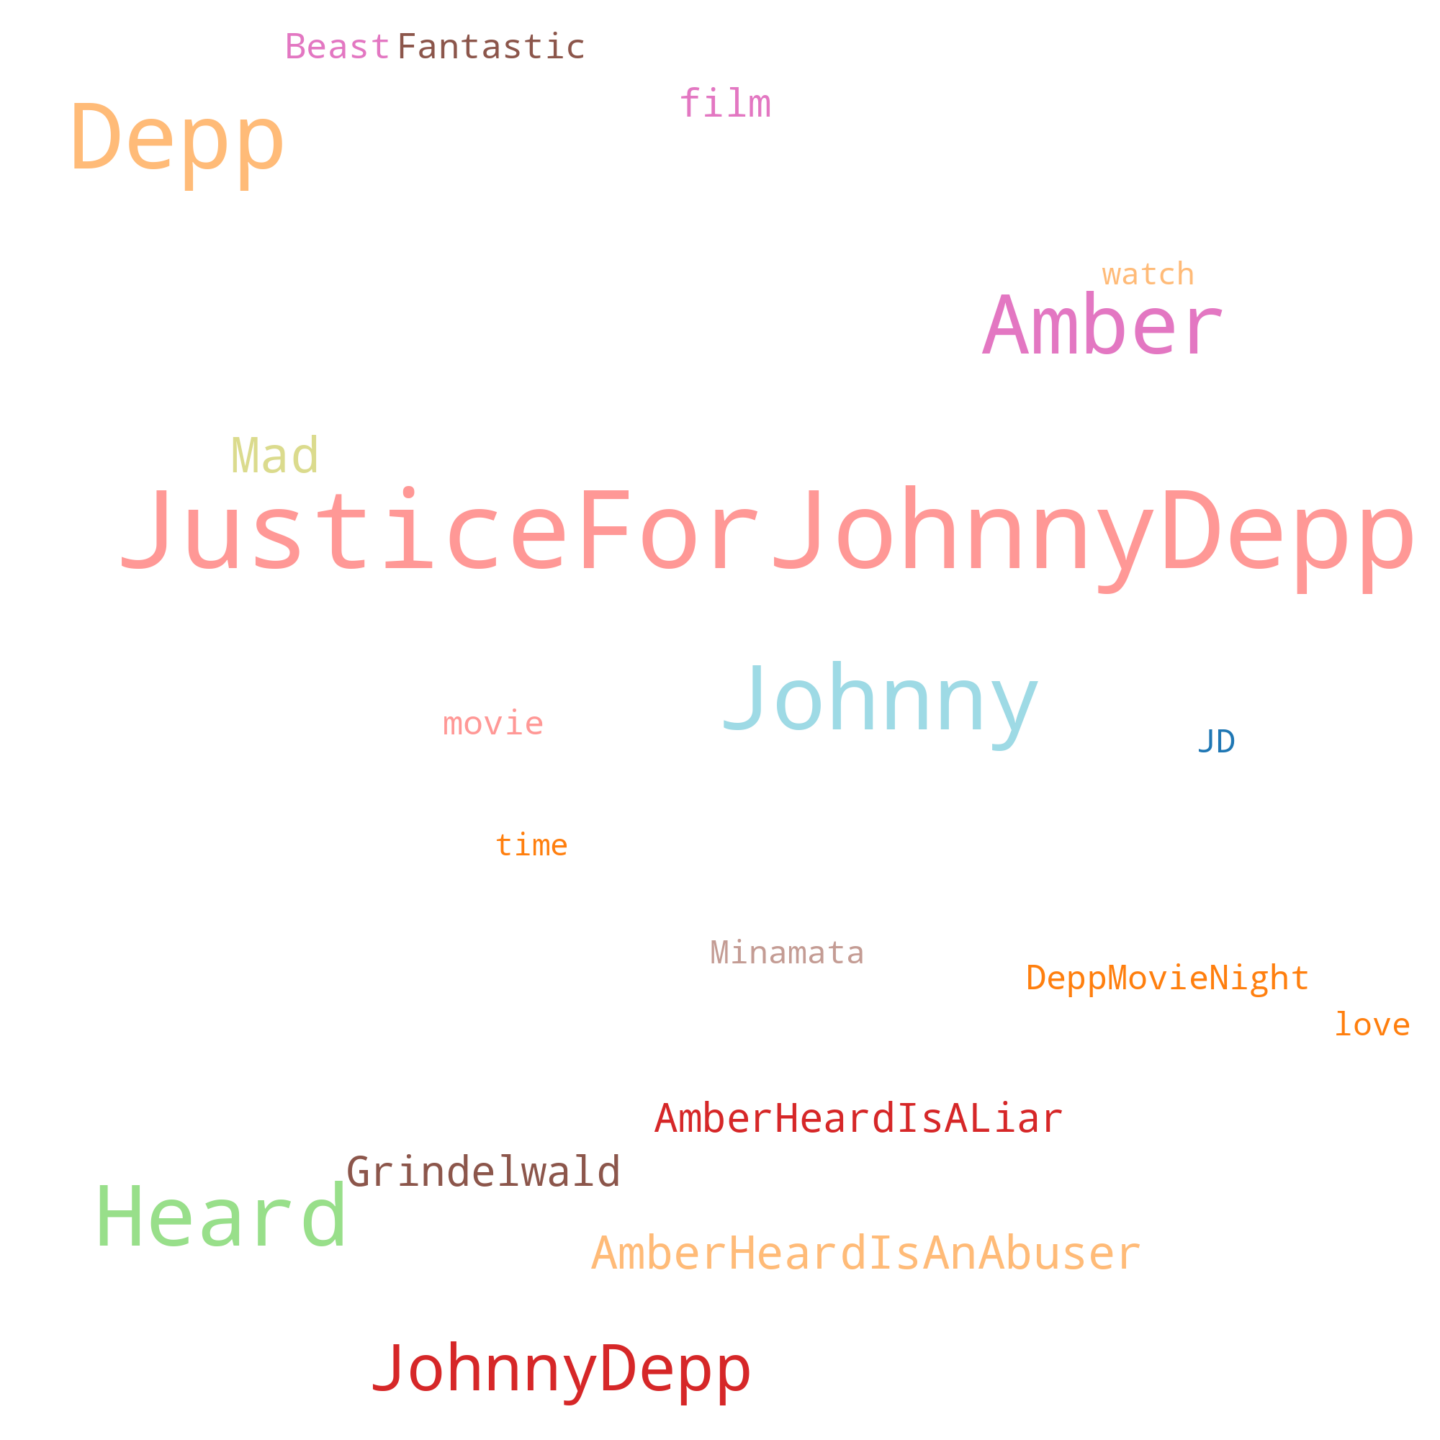 Beast Fantastic
film
Depp
watch
Amber
Mad
JusticeForJohnnyDepp
Johnny
movie
JD
time
Minamata
DeppMovieNight
love
AmberHeardIsALiar
Grindelwald
Heard
AmberHeardIsAnAbuser
JohnnyDepp